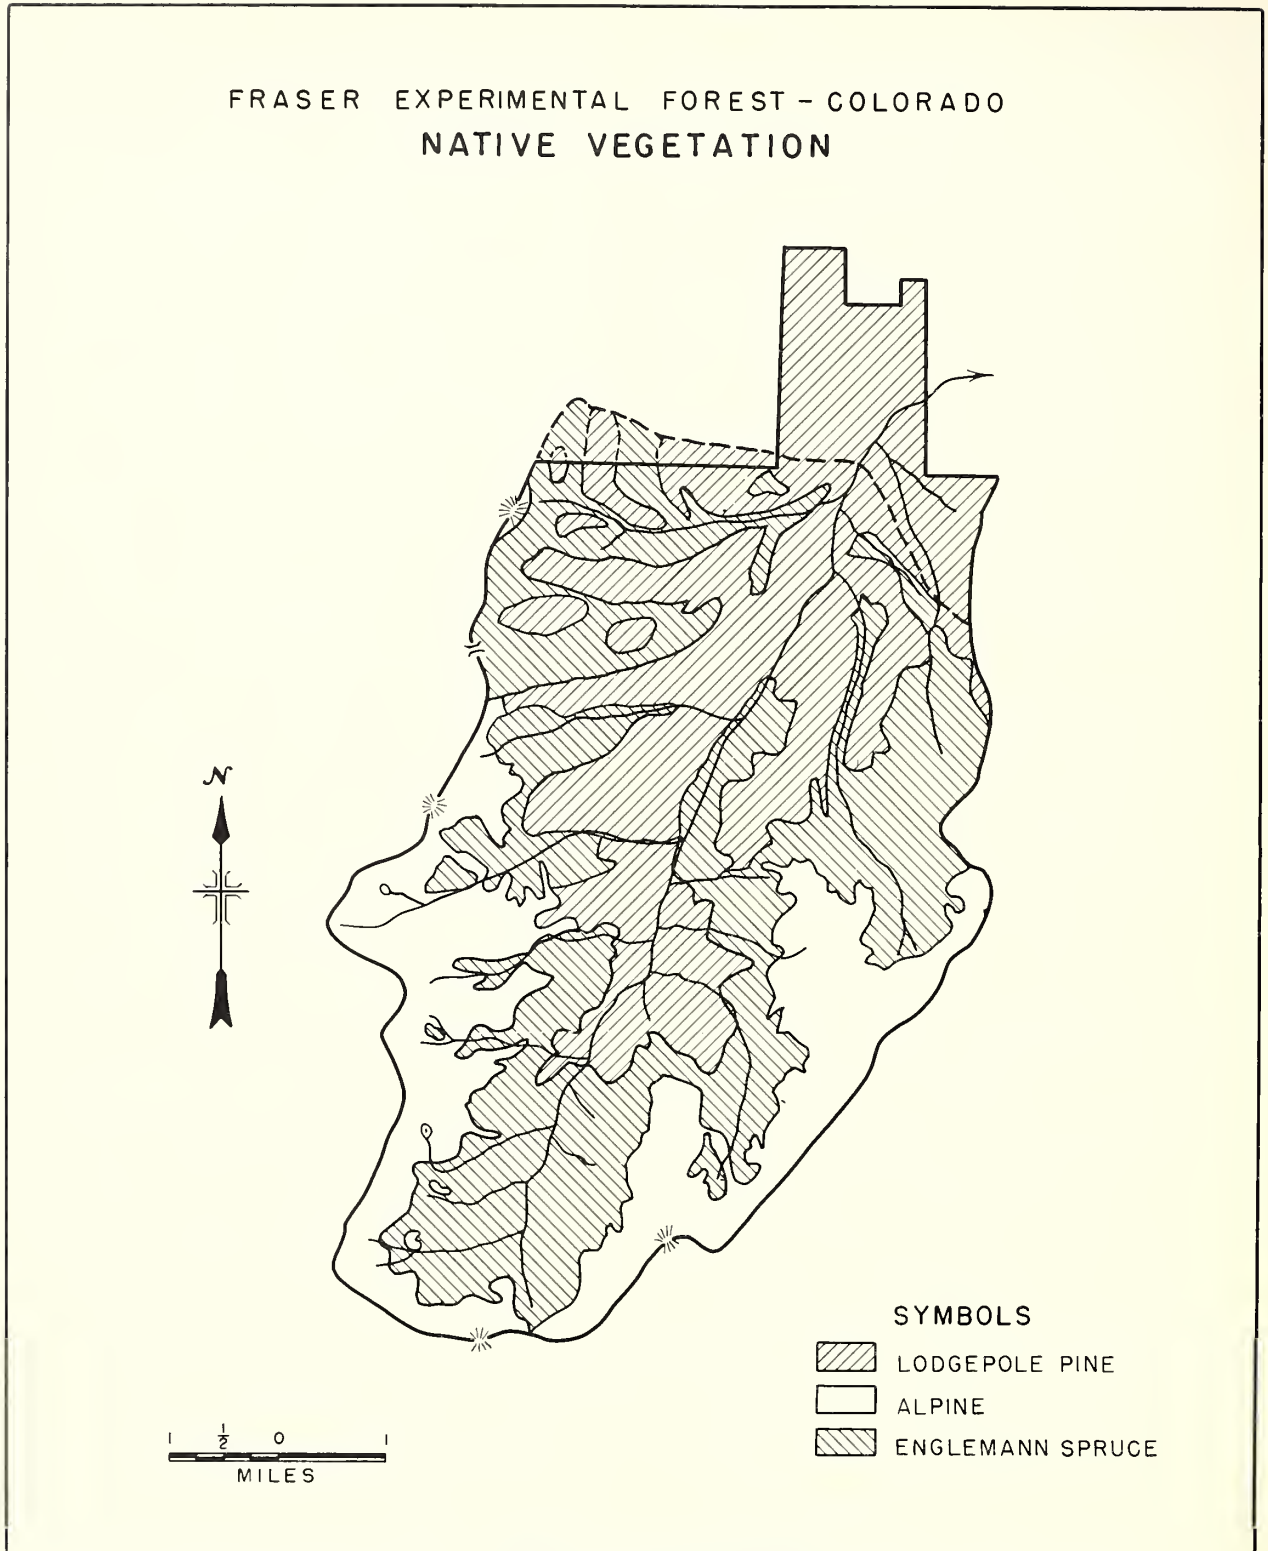 FRASER EXPERIMENTAL FOREST - COLORADO
NATIVE VEGETATION
N
SYMBOLS
LODGEPOLE PINE
ALPINE
ENGLEMANN SPRUCE
1 1/2 0 1
MILES